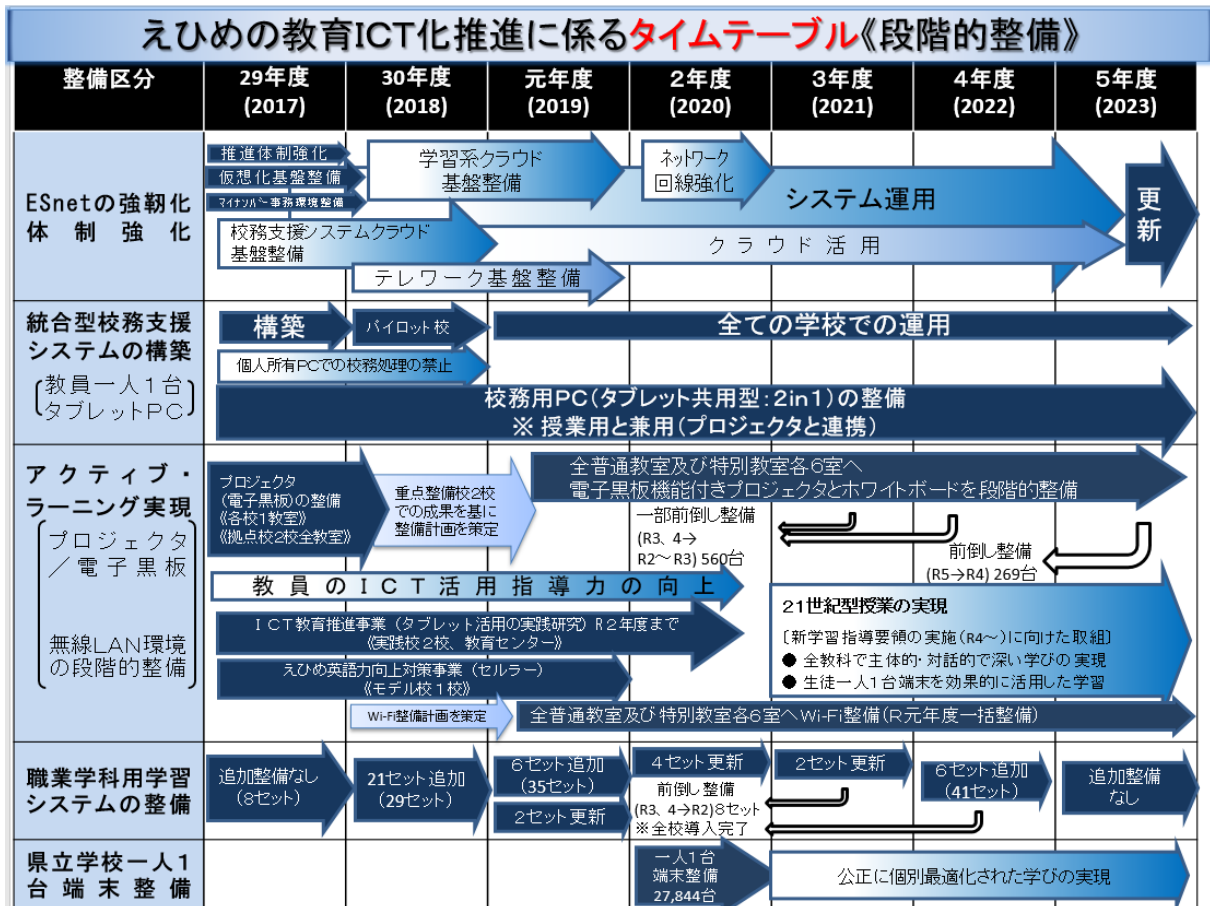 えひめの教育ICT化推進に係るタイムテーブル《段階的整備》
整備区分
29年度
(2017)
30年度
(2018)
元年度
(2019)
2年度
(2020)
3年度
(2021)
4年度
(2022)
5年度
(2023)
ESnetの強靭化
体制強化
推進体制強化
仮想化基盤整備
マイナンバー事務環境整備
学習系クラウド
基盤整備
ネットワーク
回線強化
システム運用
更新
校務支援システムクラウド
基盤整備
クラウド活用
テレワーク基盤整備
統合型校務支援
システムの構築
教員一人1台
タブレットPC
構築
パイロット校
全ての学校での運用
個人所有PCでの校務処理の禁止
校務用PC(タブレット共用型:2in1)の整備
※ 授業用と兼用(プロジェクタと連携)
アクティブ・
ラーニング実現
プロジェクタ
／電子黒板
無線LAN環境
の段階的整備
プロジェクタ
(電子黒板)の整備
《各校1教室》
《拠点校2校全教室》
重点整備校2校
での成果を基に
整備計画を策定
全普通教室及び特別教室各6室へ
電子黒板機能付きプロジェクタとホワイトボードを段階的整備
一部前倒し整備
(R3、4→
R2～R3) 560台
前倒し整備
(R5→R4) 269台
教員のICT活用指導力の向上
ICT教育推進事業(タブレット活用の実践研究) R2年度まで
《実践校2校、教育センター》
えひめ英語力向上対策事業(セルラー)
《モデル校1校》
21世紀型授業の実現
〔新学習指導要領の実施(R4～)に向けた取組〕
● 全教科で主体的・対話的で深い学びの実現
● 生徒一人1台端末を効果的に活用した学習
Wi-Fi整備計画を策定
全普通教室及び特別教室各6室へWi-Fi整備(R元年度一括整備)
職業学科用学習
システムの整備
追加整備なし
(8セット)
21セット追加
(29セット)
6セット追加
(35セット)
2セット更新
4セット更新
前倒し整備
(R3、4→R2)8セット
※全校導入完了
2セット更新
6セット追加
(41セット)
追加整備
なし
県立学校一人1
台端末整備
一人1台
端末整備
27,844台
公正に個別最適化された学びの実現